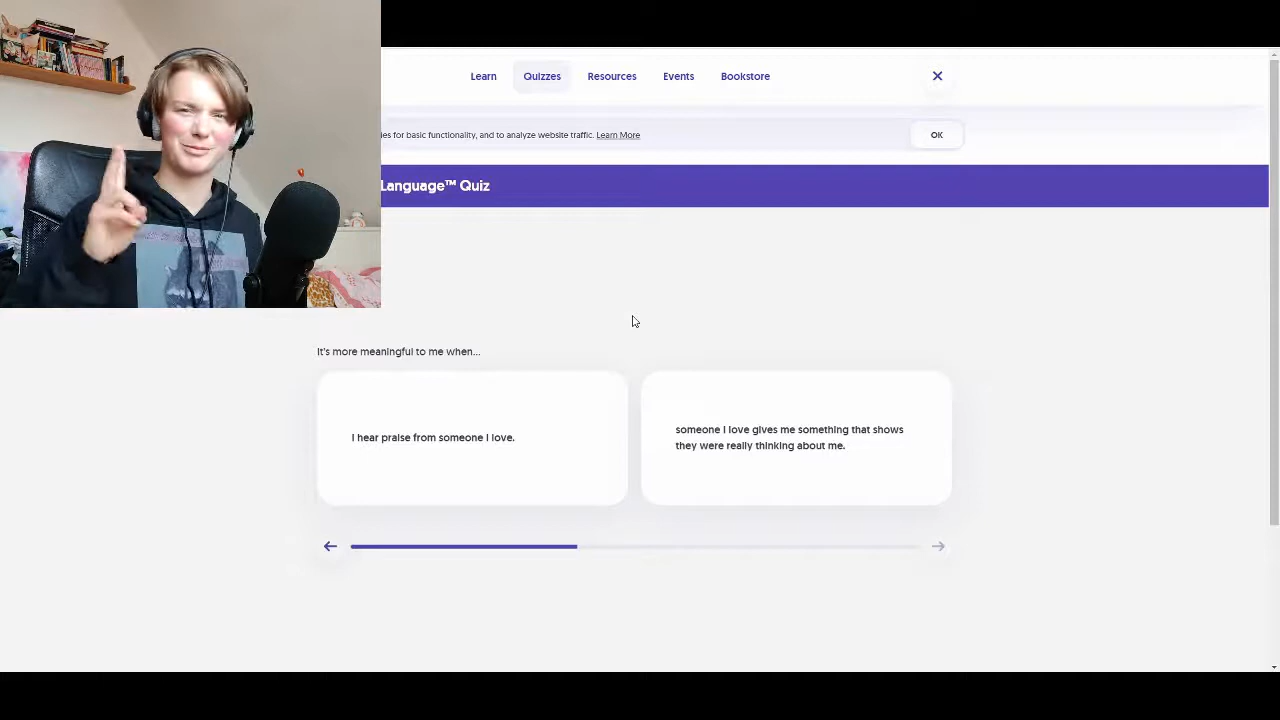 Learn Quizzes Resources Events Bookstore
for basic functionality, and to analyze website traffic. Learn More
OK
Language™ Quiz
It's more meaningful to me when...
I hear praise from someone I love.
someone I love gives me something that shows
they were really thinking about me.